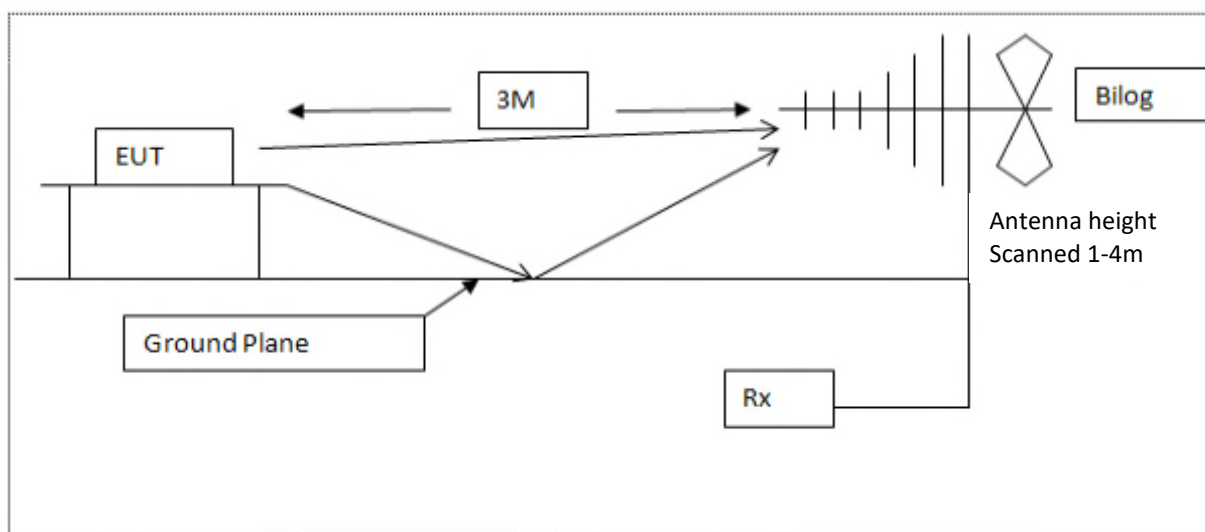 3M
Bilog
EUT
Antenna height
Scanned 1-4m
Ground Plane
Rx